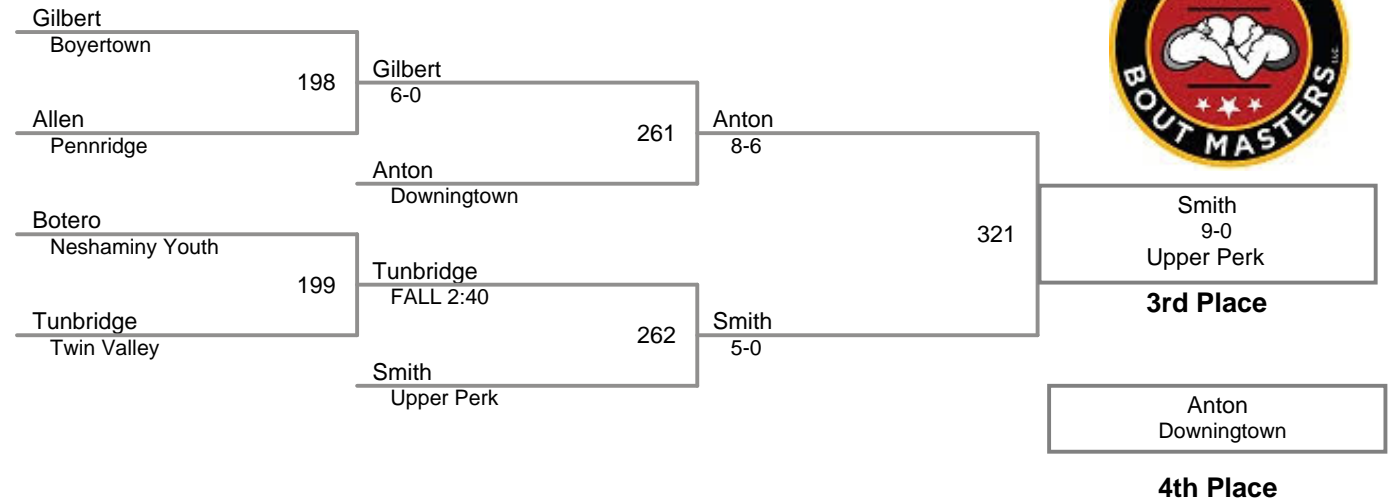 Gilbert
Boyertown
198
Allen
Pennridge
Gilbert
6-0
261
Anton
Downingtown
Anton
8-6
Botero
Neshaminy Youth
199
Tunbridge
Twin Valley
Tunbridge
FALL 2:40
262
Smith
Upper Perk
Smith
5-0
321
BOUT MASTERS INC.
Smith
9-0
Upper Perk
3rd Place
Anton
Downingtown
4th Place